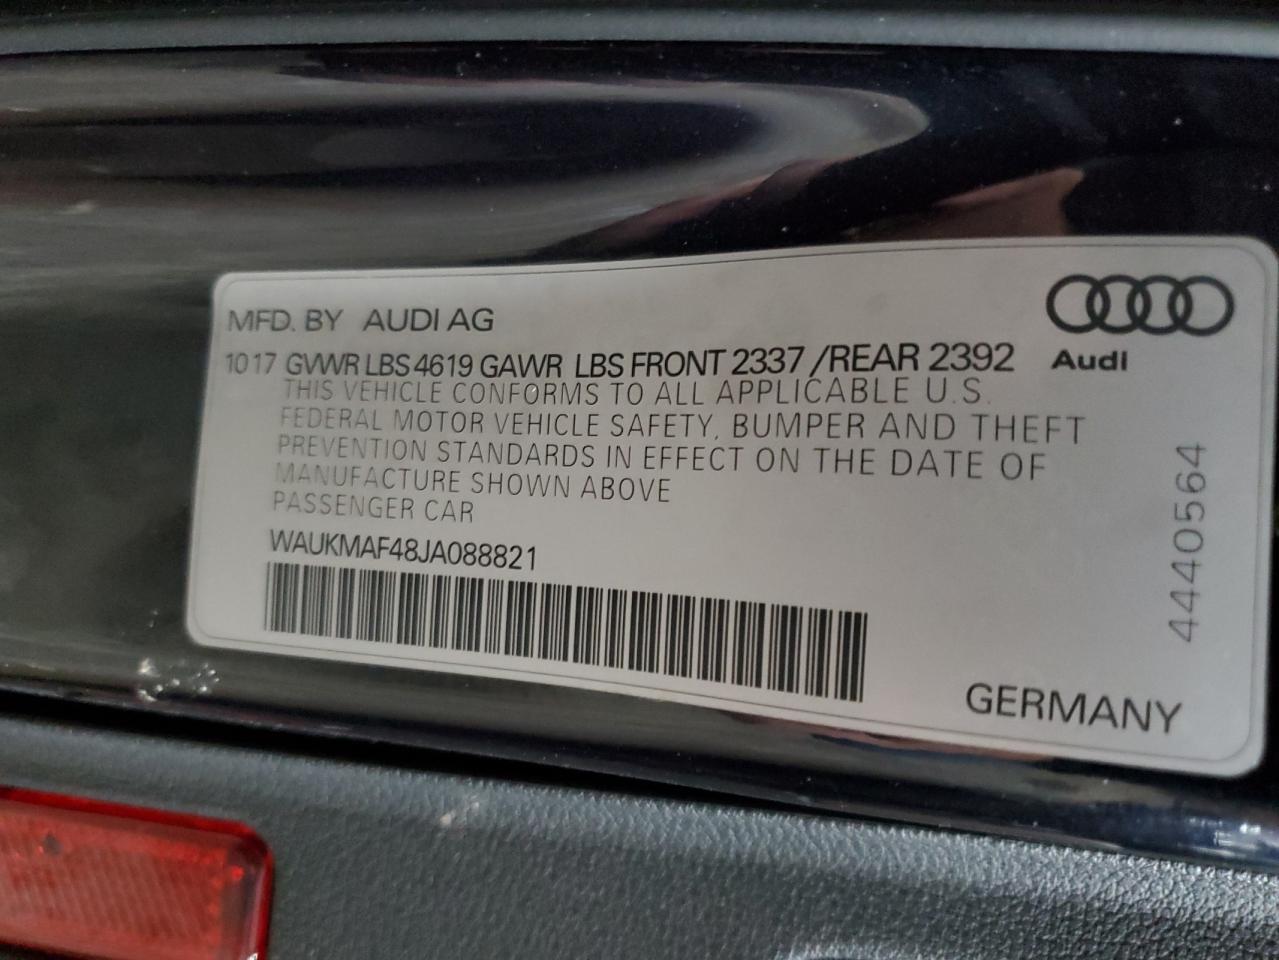 MFD. BY AUDI AG
1017 GVWR LBS 4619 GAWR LBS FRONT 2337 /REAR 2392
Audi
THIS VEHICLE CONFORMS TO ALL APPLICABLE U.S.
FEDERAL MOTOR VEHICLE SAFETY, BUMPER AND THEFT
PREVENTION STANDARDS IN EFFECT ON THE DATE OF
MANUFACTURE SHOWN ABOVE
PASSENGER CAR
WAUKMAF48JA088821
4440564
GERMANY